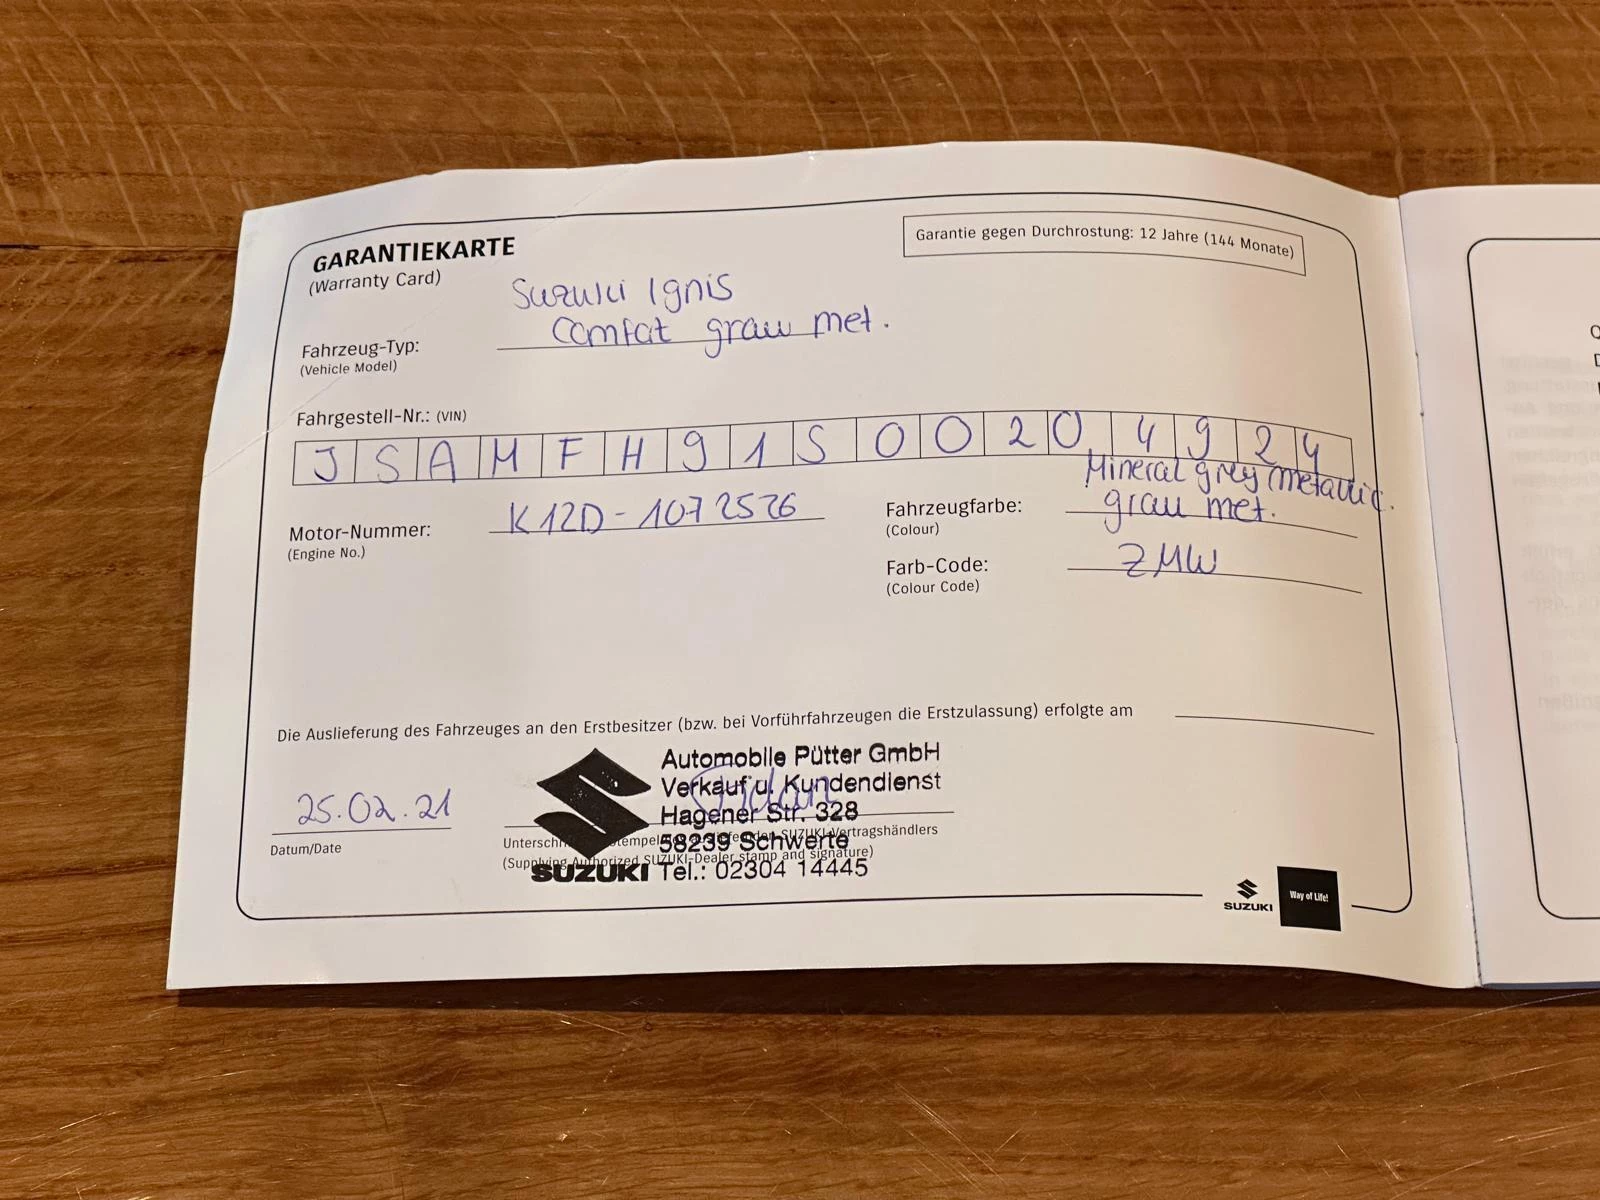 GARANTIEKARTE
(Warranty Card)
Garantie gegen Durchrostung: 12 Jahre (144 Monate)
Suzuki Ignis
Fahrzeug-Typ: Comfort grau met.
(Vehicle Model)
Fahrgestell-Nr.: (VIN)
J S A M F H 9 1 S 0 0 2 0 4 9 2 4
Mineral grey metallic.
Motor-Nummer: K12D-1072526
(Engine No.)
Fahrzeugfarbe: grau met.
(Colour)
Farb-Code: ZMW
(Colour Code)
Die Auslieferung des Fahrzeuges an den Erstbesitzer (bzw. bei Vorführfahrzeugen die Erstzulassung) erfolgte am
25.02.21
Datum/Date
Automobile Pütter GmbH
Verkauf u. Kundendienst
Hagener Str. 328
58239 Schwerte
SUZUKI Tel.: 02304 14445
SUZUKI-Vertragshändlers
(Supplying Authorized SUZUKI-Dealer stamp and signature)
SUZUKI
Way of Life!